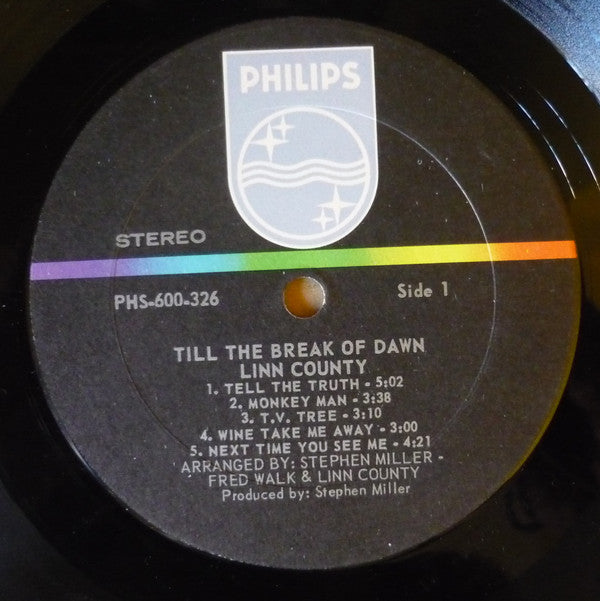 PHILIPS
STEREO
PHS-600-326
Side 1
TILL THE BREAK OF DAWN
LINN COUNTY
1. TELL THE TRUTH - 5:02
2. MONKEY MAN - 3:38
3. T.V. TREE - 3:10
4. WINE TAKE ME AWAY - 3:00
5. NEXT TIME YOU SEE ME - 4:21
ARRANGED BY: STEPHEN MILLER -
FRED WALK & LINN COUNTY
Produced by: Stephen Miller